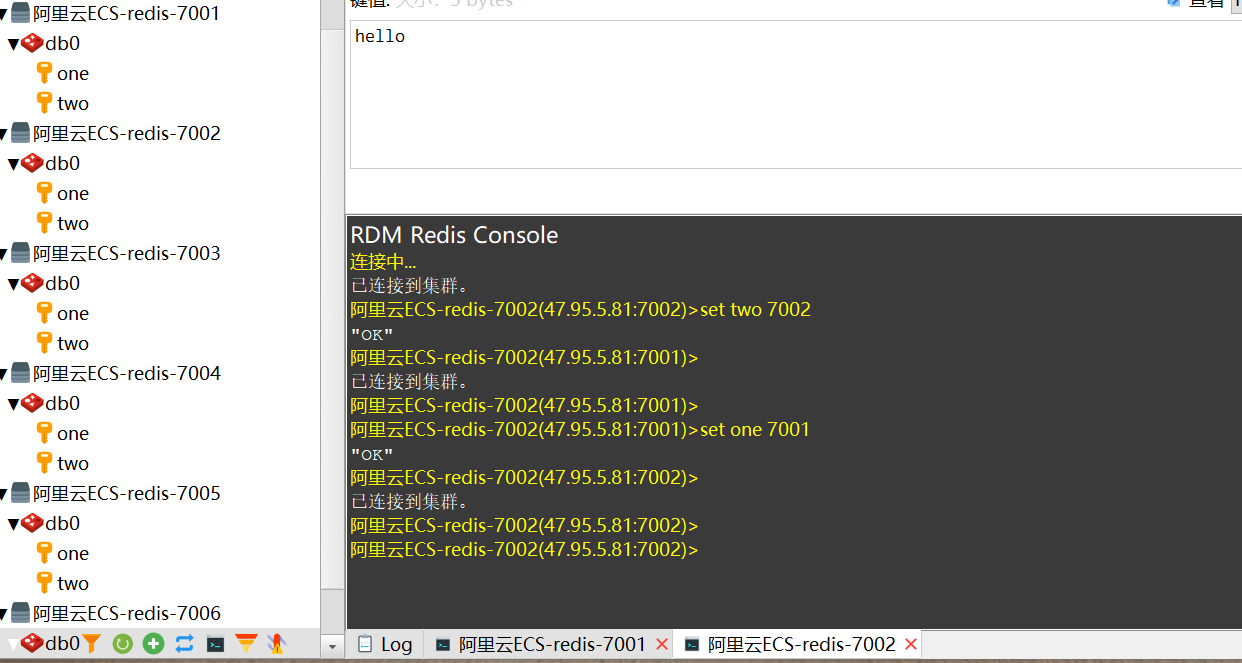 阿里云ECS-redis-7001
db0
one
two
阿里云ECS-redis-7002
db0
one
two
阿里云ECS-redis-7003
db0
one
two
阿里云ECS-redis-7004
db0
one
two
阿里云ECS-redis-7005
db0
one
two
阿里云ECS-redis-7006
db0
键值: 大小: 5 bytes
查看
hello
RDM Redis Console
连接中...
已连接到集群。
阿里云ECS-redis-7002(47.95.5.81:7002)>set two 7002
"OK"
阿里云ECS-redis-7002(47.95.5.81:7001)>
已连接到集群。
阿里云ECS-redis-7002(47.95.5.81:7001)>
阿里云ECS-redis-7002(47.95.5.81:7001)>set one 7001
"OK"
阿里云ECS-redis-7002(47.95.5.81:7002)>
已连接到集群。
阿里云ECS-redis-7002(47.95.5.81:7002)>
阿里云ECS-redis-7002(47.95.5.81:7002)>
Log
阿里云ECS-redis-7001
阿里云ECS-redis-7002